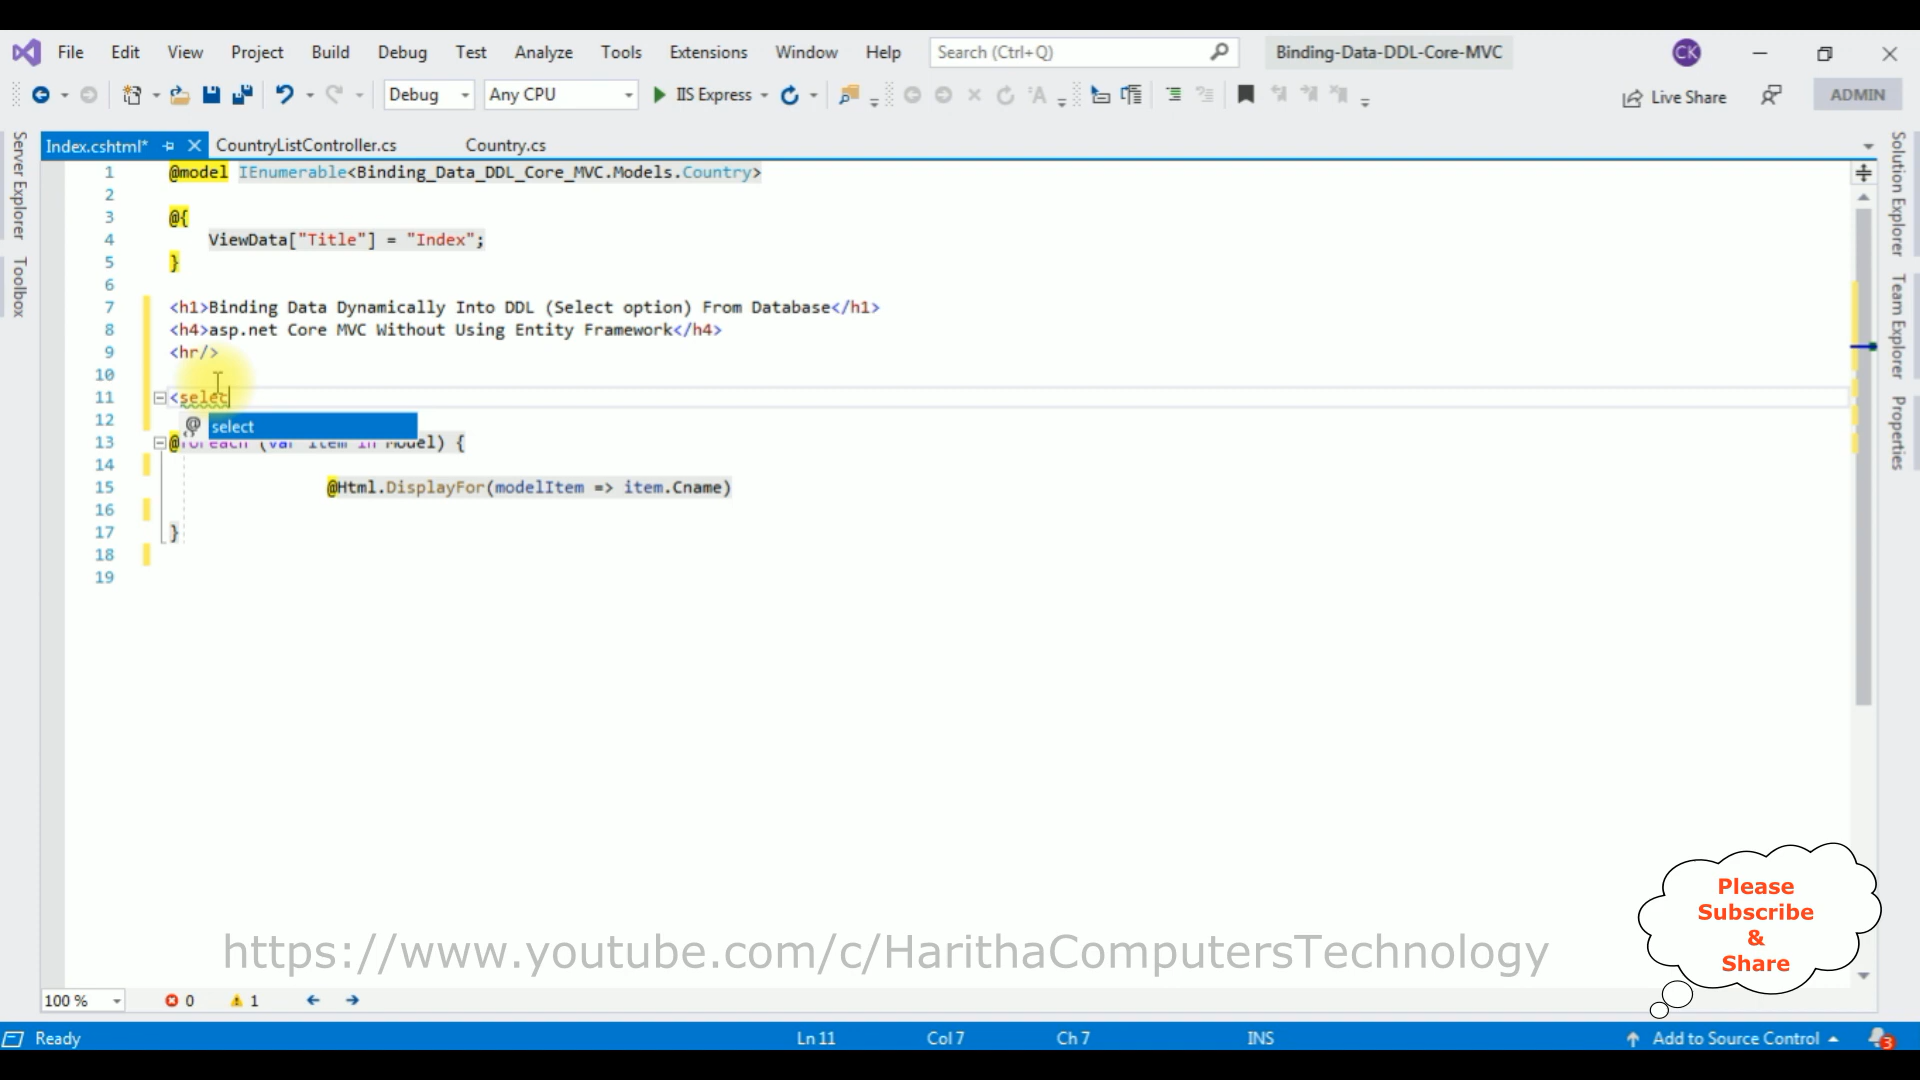 File Edit View Project Build Debug Test Analyze Tools Extensions Window Help Search (Ctrl+Q) Binding-Data-DDL-Core-MVC CK
Debug Any CPU IIS Express Live Share ADMIN
Index.cshtml* CountryListController.cs Country.cs
Server Explorer
Toolbox
Solution Explorer
Team Explorer
Properties
1 @model IEnumerable<Binding_Data_DDL_Core_MVC.Models.Country>
2
3 @{
4 ViewData["Title"] = "Index";
5 }
6
7 <h1>Binding Data Dynamically Into DDL (Select option) From Database</h1>
8 <h4>asp.net Core MVC Without Using Entity Framework</h4>
9 <hr/>
10
11 <selec
12 select
13 @foreach (var item in Model) {
14
15 @Html.DisplayFor(modelItem => item.Cname)
16
17 }
18
19
Please
Subscribe
&
Share
https://www.youtube.com/c/HarithaComputersTechnology
100 % 0 1
Ready Ln 11 Col 7 Ch 7 INS Add to Source Control 3